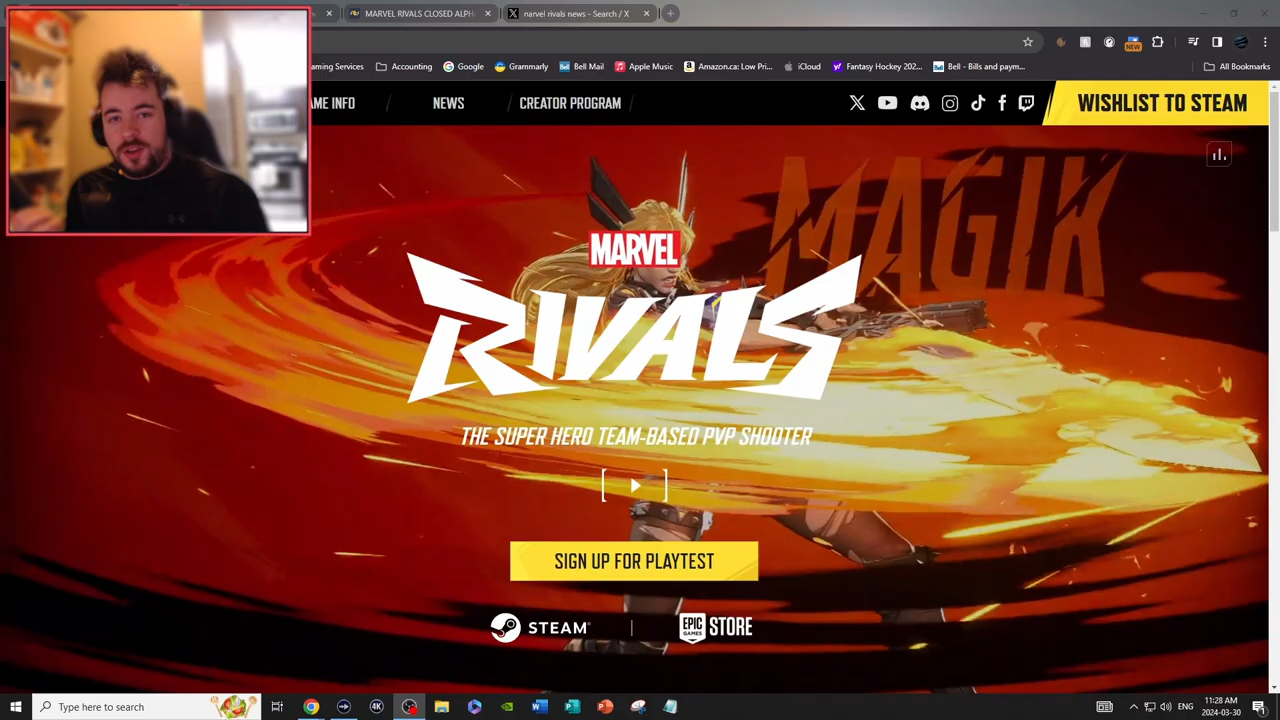 MARVEL RIVALS CLOSED ALPH
narvel rivals news - Search / X
NEW
aming Services
Accounting
Google
Grammarly
Bell Mail
Apple Music
Amazon.ca: Low Pri...
iCloud
Fantasy Hockey 202...
Bell - Bills and paym...
All Bookmarks
AME INFO
NEWS
CREATOR PROGRAM
WISHLIST TO STEAM
MAGIK
MARVEL
RIVALS
THE SUPER HERO TEAM-BASED PVP SHOOTER
SIGN UP FOR PLAYTEST
STEAM
EPIC GAMES STORE
Type here to search
4K
ENG
11:28 AM
2024-03-30